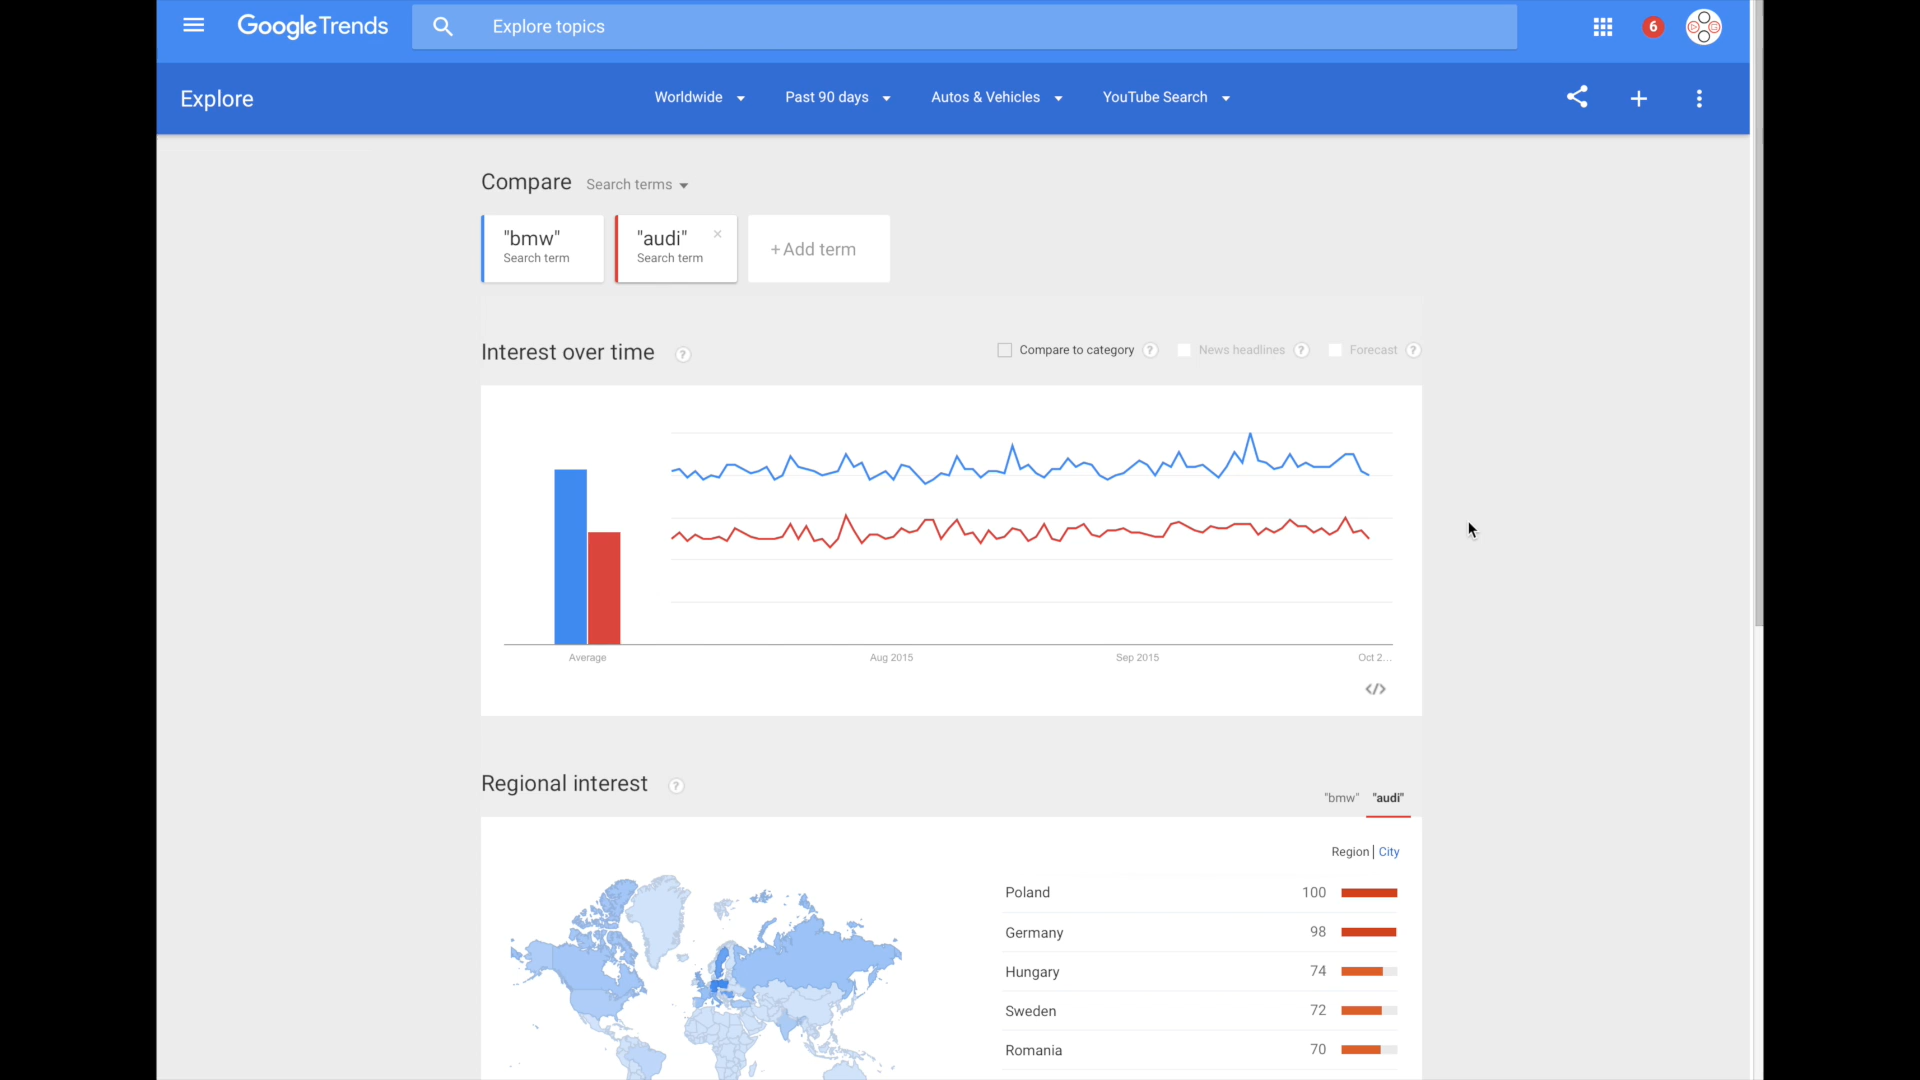 Google Trends
Explore topics
6
Explore
Worldwide
Past 90 days
Autos & Vehicles
YouTube Search
Compare
Search terms
"bmw"
Search term
"audi"
Search term
+ Add term
Interest over time
?
Compare to category
?
News headlines
?
Forecast
?
Average
Aug 2015
Sep 2015
Oct 2...
</>
Regional interest
?
"bmw"
"audi"
Region | City
Poland 100
Germany 98
Hungary 74
Sweden 72
Romania 70